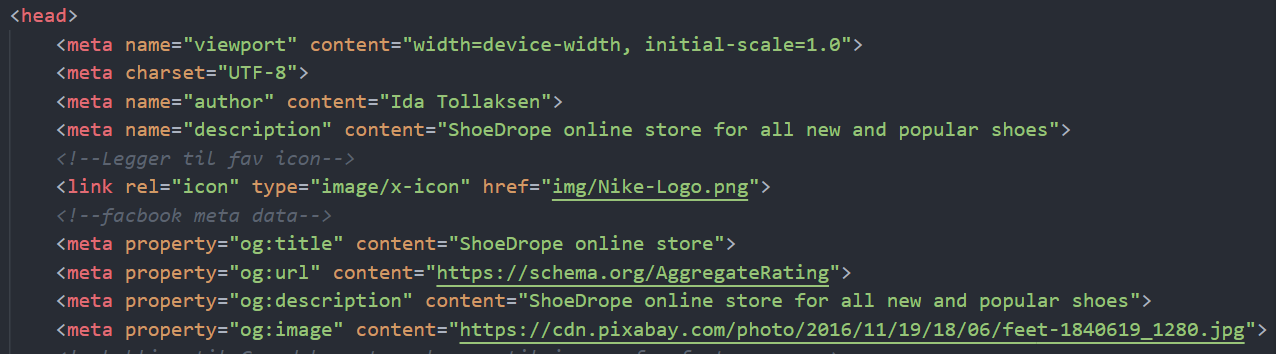 <head>
<meta name="viewport" content="width=device-width, initial-scale=1.0">
<meta charset="UTF-8">
<meta name="author" content="Ida Tollaksen">
<meta name="description" content="ShoeDrope online store for all new and popular shoes">
<!--Legger til fav icon-->
<link rel="icon" type="image/x-icon" href="img/Nike-Logo.png">
<!--facbook meta data-->
<meta property="og:title" content="ShoeDrope online store">
<meta property="og:url" content="https://schema.org/AggregateRating">
<meta property="og:description" content="ShoeDrope online store for all new and popular shoes">
<meta property="og:image" content="https://cdn.pixabay.com/photo/2016/11/19/18/06/feet-1840619_1280.jpg">